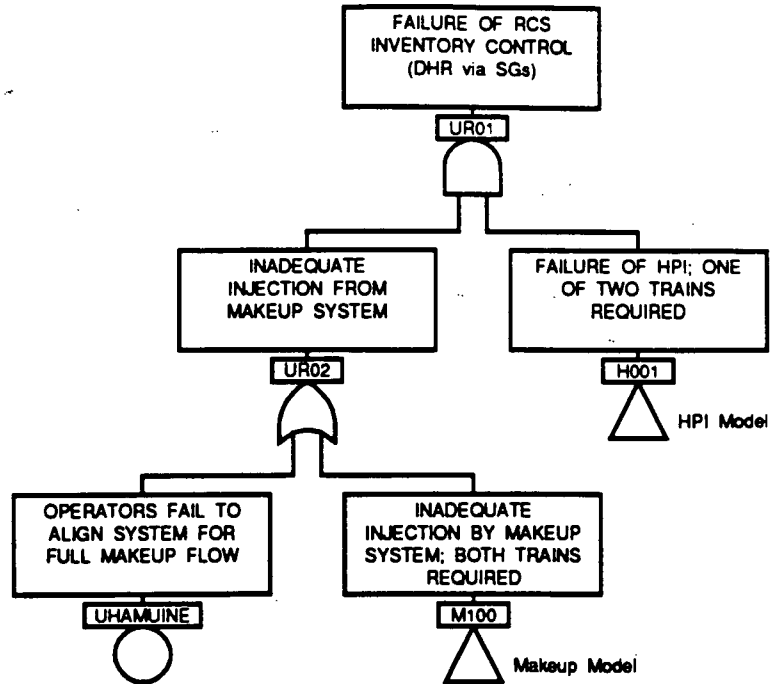 FAILURE OF RCS
INVENTORY CONTROL
(DHR via SGs)
UR01
INADEQUATE
INJECTION FROM
MAKEUP SYSTEM
UR02
FAILURE OF HPI; ONE
OF TWO TRAINS
REQUIRED
H001
HPI Model
OPERATORS FAIL TO
ALIGN SYSTEM FOR
FULL MAKEUP FLOW
UHAMUINE
INADEQUATE
INJECTION BY MAKEUP
SYSTEM; BOTH TRAINS
REQUIRED
M100
Makeup Model